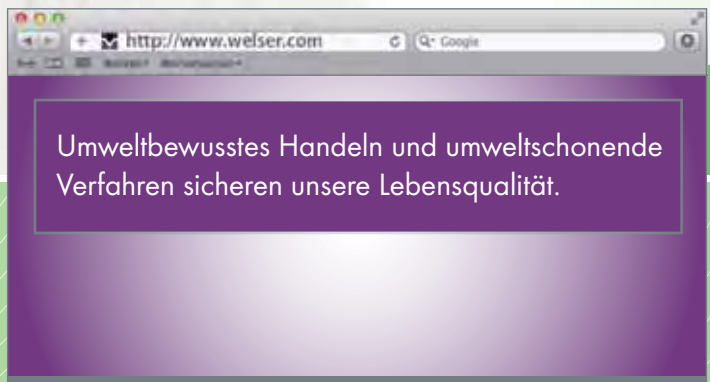 http://www.welser.com
Google
Umweltbewusstes Handeln und umweltschonende
Verfahren sicheren unsere Lebensqualität.